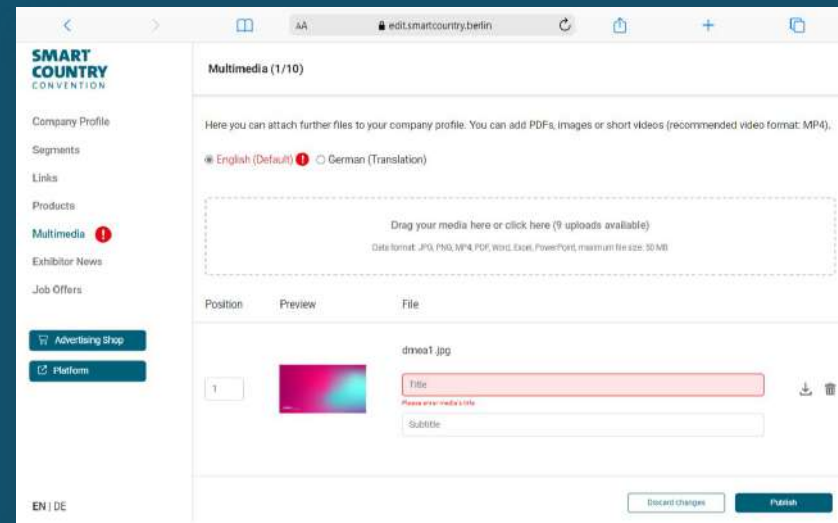 AA
edit.smartcountry.berlin
SMART
COUNTRY
CONVENTION
Multimedia (1/10)
Company Profile
Segments
Links
Products
Multimedia
Exhibitor News
Job Offers
Advertising Shop
Platform
EN | DE
Here you can attach further files to your company profile. You can add PDFs, images or short videos (recommended video format: MP4).
English (Default) ! German (Translation)
Drag your media here or click here (9 uploads available)
Data format: JPG, PNG, MP4, PDF, Word, Excel, PowerPoint, maximum file size: 50 MB
Position Preview File
dmea1.jpg
1
Title
Please enter media's title
Subtitle
Discard changes
Publish